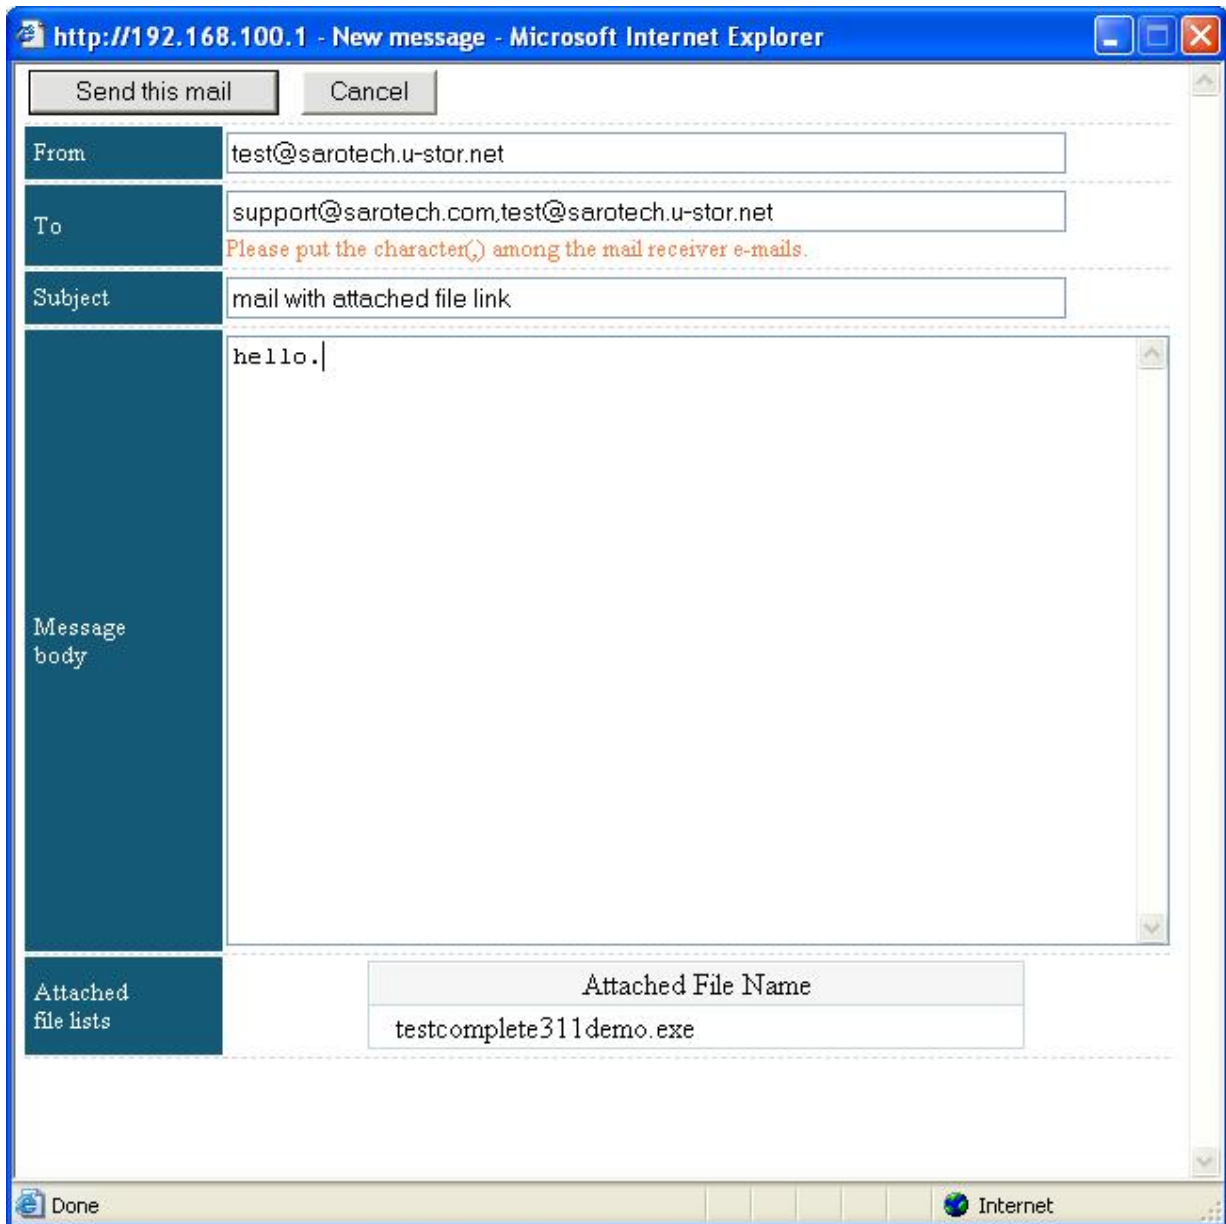 http://192.168.100.1 - New message - Microsoft Internet Explorer
Send this mail Cancel
From test@sarotech.u-stor.net
To support@sarotech.com,test@sarotech.u-stor.net
Please put the character(,) among the mail receiver e-mails.
Subject mail with attached file link
hello.
Message
body
Attached File Name
Attached
file lists
testcomplete311demo.exe
Done Internet